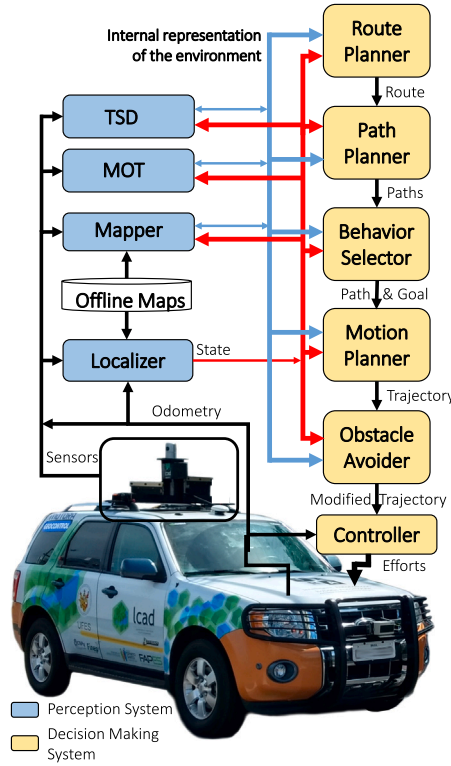 Internal representation
of the environment
Route
Planner
Route
TSD
Path
Planner
MOT
Paths
Mapper
Behavior
Selector
Offline Maps
Path & Goal
Localizer
State
Motion
Planner
Odometry
Trajectory
Sensors
Obstacle
Avoider
Modified Trajectory
Controller
Efforts
lcad
UFES
Perception System
Decision Making
System